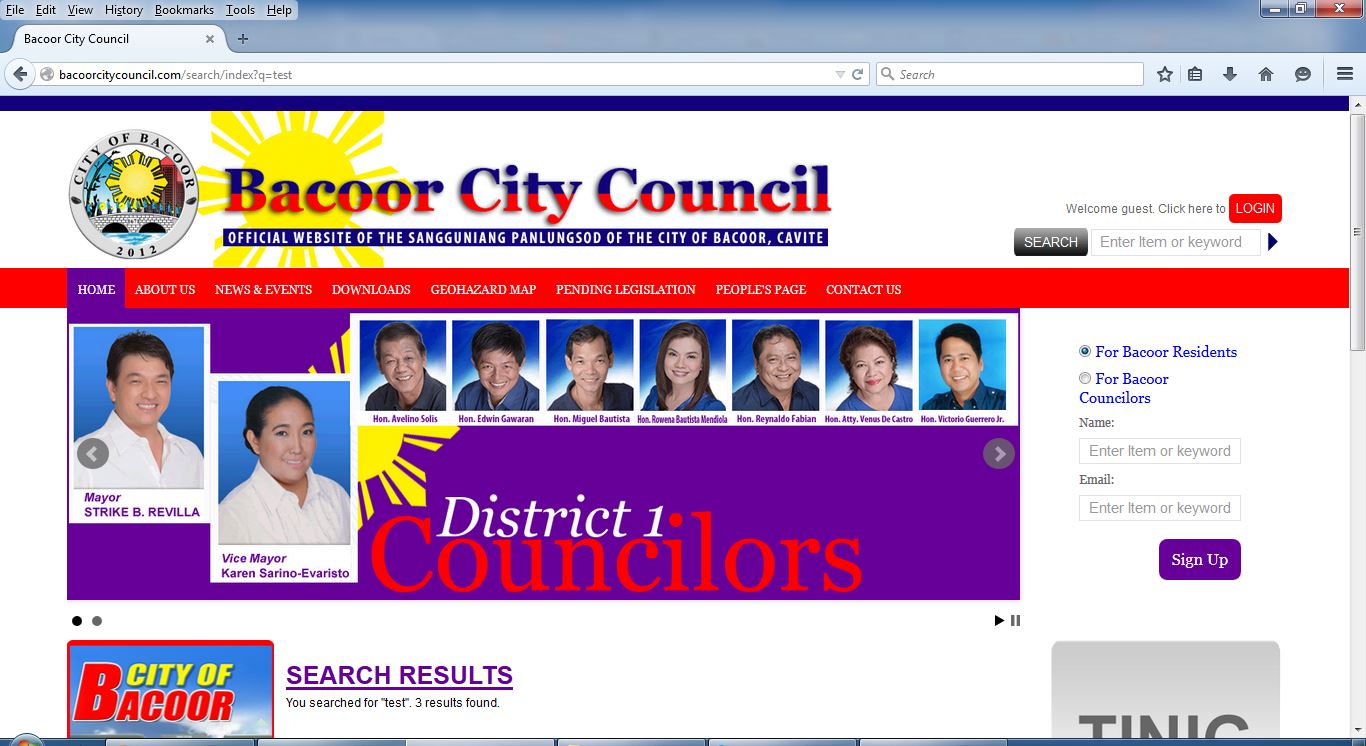 File Edit View History Bookmarks Tools Help
Bacoor City Council
bacoorcitycouncil.com/search/index?q=test
Search
CITY OF BACOOR
2012
Bacoor City Council
OFFICIAL WEBSITE OF THE SANGGUNIANG PANLUNGSOD OF THE CITY OF BACOOR, CAVITE
Welcome guest. Click here to LOGIN
SEARCH Enter Item or keyword
HOME ABOUT US NEWS & EVENTS DOWNLOADS GEOHAZARD MAP PENDING LEGISLATION PEOPLE'S PAGE CONTACT US
Hon. Avelino Solis Hon. Edwin Gawaran Hon. Miguel Bautista Hon. Rowena Bautista Mendiola Hon. Reynaldo Fabian Hon. Atty. Venus De Castro Hon. Victorio Guerrero Jr.
Mayor
STRIKE B. REVILLA
Vice Mayor
Karen Sarino-Evaristo
District 1
Councilors
For Bacoor Residents
For Bacoor
Councilors
Name:
Enter Item or keyword
Email:
Enter Item or keyword
Sign Up
CITY OF
BACOOR
SEARCH RESULTS
You searched for "test". 3 results found.
TINIG